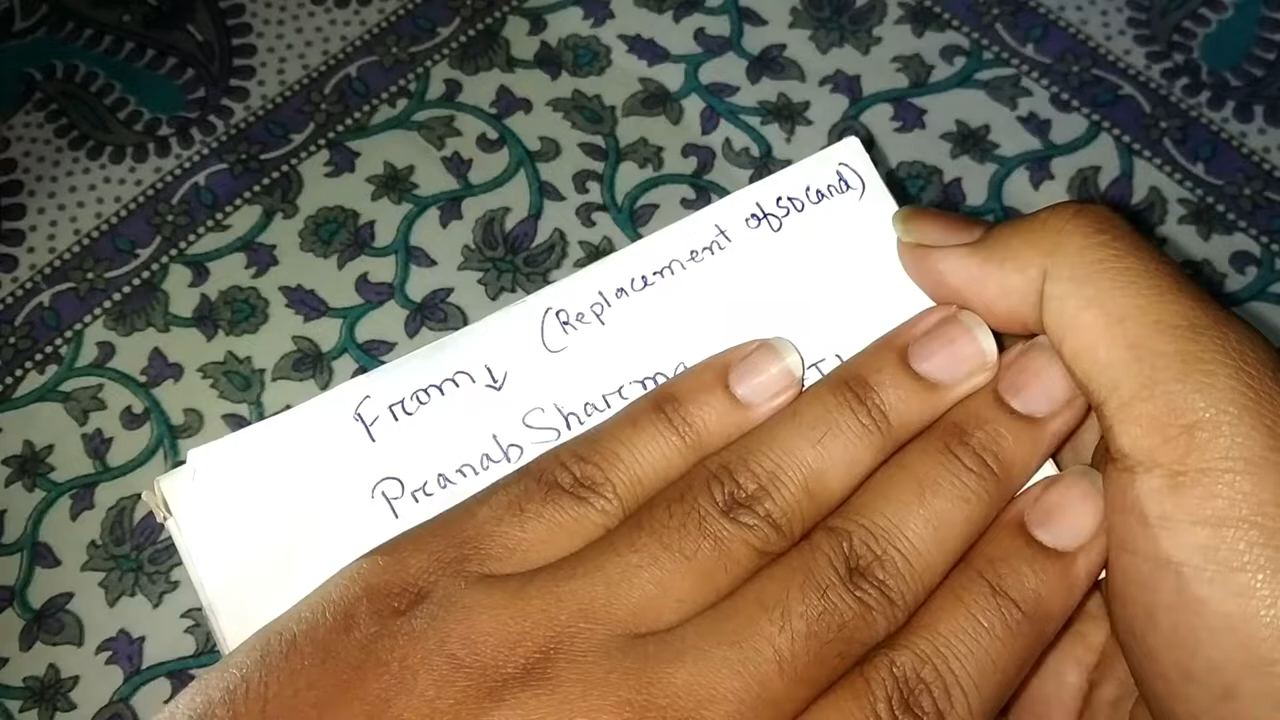 From ↓ (Replacement of SD Card)
Pranab Sharma